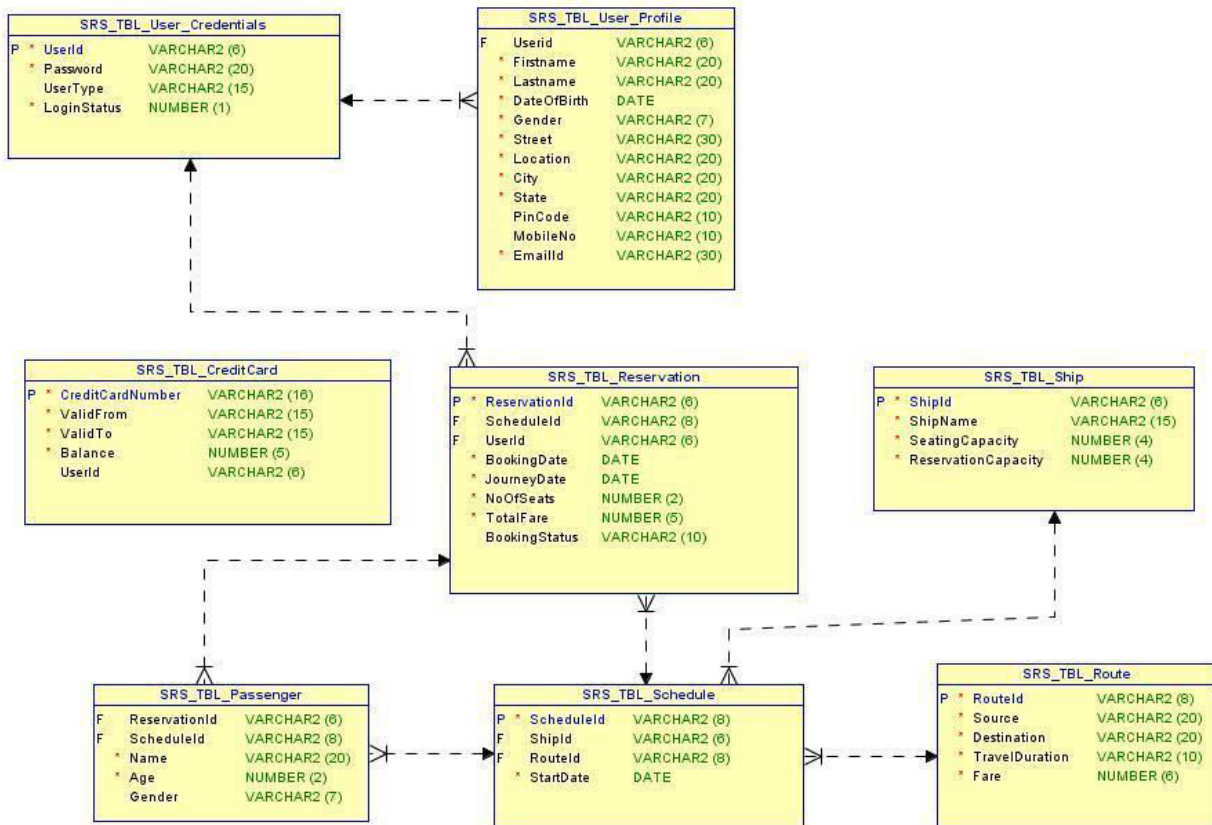 SRS_TBL_User_Credentials
P * UserId VARCHAR2 (6)
* Password VARCHAR2 (20)
UserType VARCHAR2 (15)
* LoginStatus NUMBER (1)
SRS_TBL_User_Profile
F Userid VARCHAR2 (6)
* Firstname VARCHAR2 (20)
* Lastname VARCHAR2 (20)
* DateOfBirth DATE
* Gender VARCHAR2 (7)
* Street VARCHAR2 (30)
* Location VARCHAR2 (20)
* City VARCHAR2 (20)
* State VARCHAR2 (20)
PinCode VARCHAR2 (10)
MobileNo VARCHAR2 (10)
* EmailId VARCHAR2 (30)
SRS_TBL_CreditCard
P * CreditCardNumber VARCHAR2 (16)
* ValidFrom VARCHAR2 (15)
* ValidTo VARCHAR2 (15)
* Balance NUMBER (5)
UserId VARCHAR2 (6)
SRS_TBL_Reservation
P * ReservationId VARCHAR2 (6)
F ScheduleId VARCHAR2 (8)
F UserId VARCHAR2 (6)
* BookingDate DATE
* JourneyDate DATE
* NoOfSeats NUMBER (2)
* TotalFare NUMBER (5)
BookingStatus VARCHAR2 (10)
SRS_TBL_Ship
P * ShipId VARCHAR2 (6)
* ShipName VARCHAR2 (15)
* SeatingCapacity NUMBER (4)
* ReservationCapacity NUMBER (4)
SRS_TBL_Passenger
F ReservationId VARCHAR2 (6)
F ScheduleId VARCHAR2 (8)
* Name VARCHAR2 (20)
* Age NUMBER (2)
Gender VARCHAR2 (7)
SRS_TBL_Schedule
P * ScheduleId VARCHAR2 (8)
F ShipId VARCHAR2 (6)
F RouteId VARCHAR2 (8)
* StartDate DATE
SRS_TBL_Route
P * RouteId VARCHAR2 (8)
* Source VARCHAR2 (20)
* Destination VARCHAR2 (20)
* TravelDuration VARCHAR2 (10)
* Fare NUMBER (6)